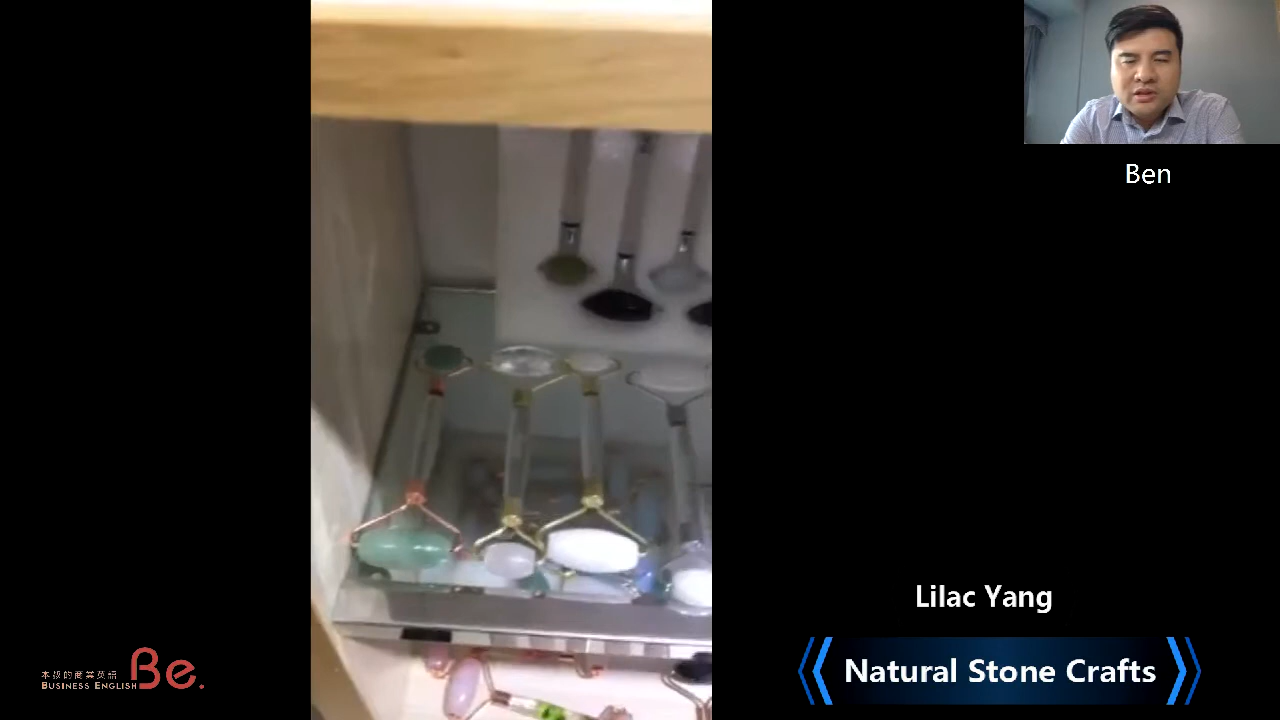 Ben
Lilac Yang
Natural Stone Crafts
Be.
BUSINESS ENGLISH